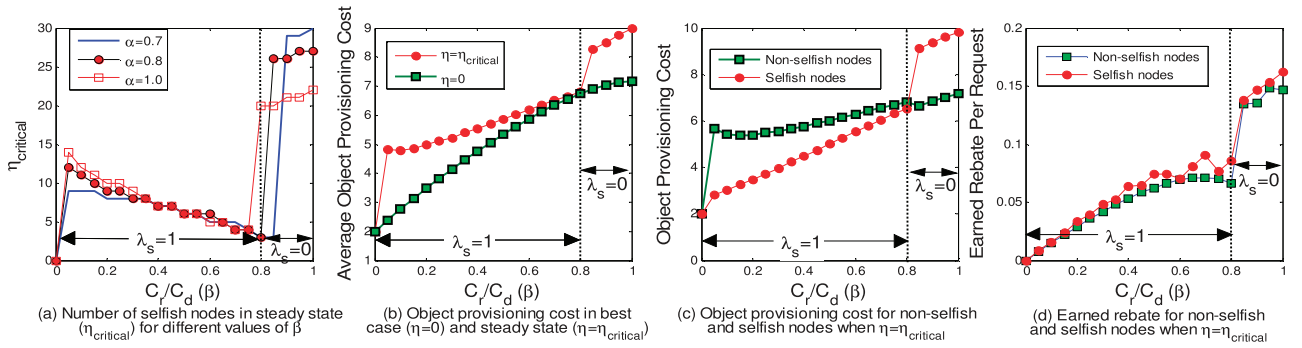 η_critical
30
25
20
15
10
5
0
0 0.2 0.4 0.6 0.8 1
α=0.7
α=0.8
α=1.0
λ_s=1
λ_s=0
C_r/C_d (β)
(a) Number of selfish nodes in steady state
(η_critical) for different values of β
Average Object Provisioning Cost
9
8
7
6
5
4
3
2
1
0 0.2 0.4 0.6 0.8 1
η=η_critical
η=0
λ_s=0
λ_s=1
C_r/C_d (β)
(b) Object provisioning cost in best
case (η=0) and steady state (η=η_critical)
Object Provisioning Cost
10
8
6
4
2
0
0 0.2 0.4 0.6 0.8 1
Non-selfish nodes
Selfish nodes
λ_s=0
λ_s=1
C_r/C_d (β)
(c) Object provisioning cost for non-selfish
and selfish nodes when η=η_critical
Earned Rebate Per Request
0.2
0.15
0.1
0.05
0
0 0.2 0.4 0.6 0.8 1
Non-selfish nodes
Selfish nodes
λ_s=0
λ_s=1
C_r/C_d (β)
(d) Earned rebate for non-selfish
and selfish nodes when η=η_critical